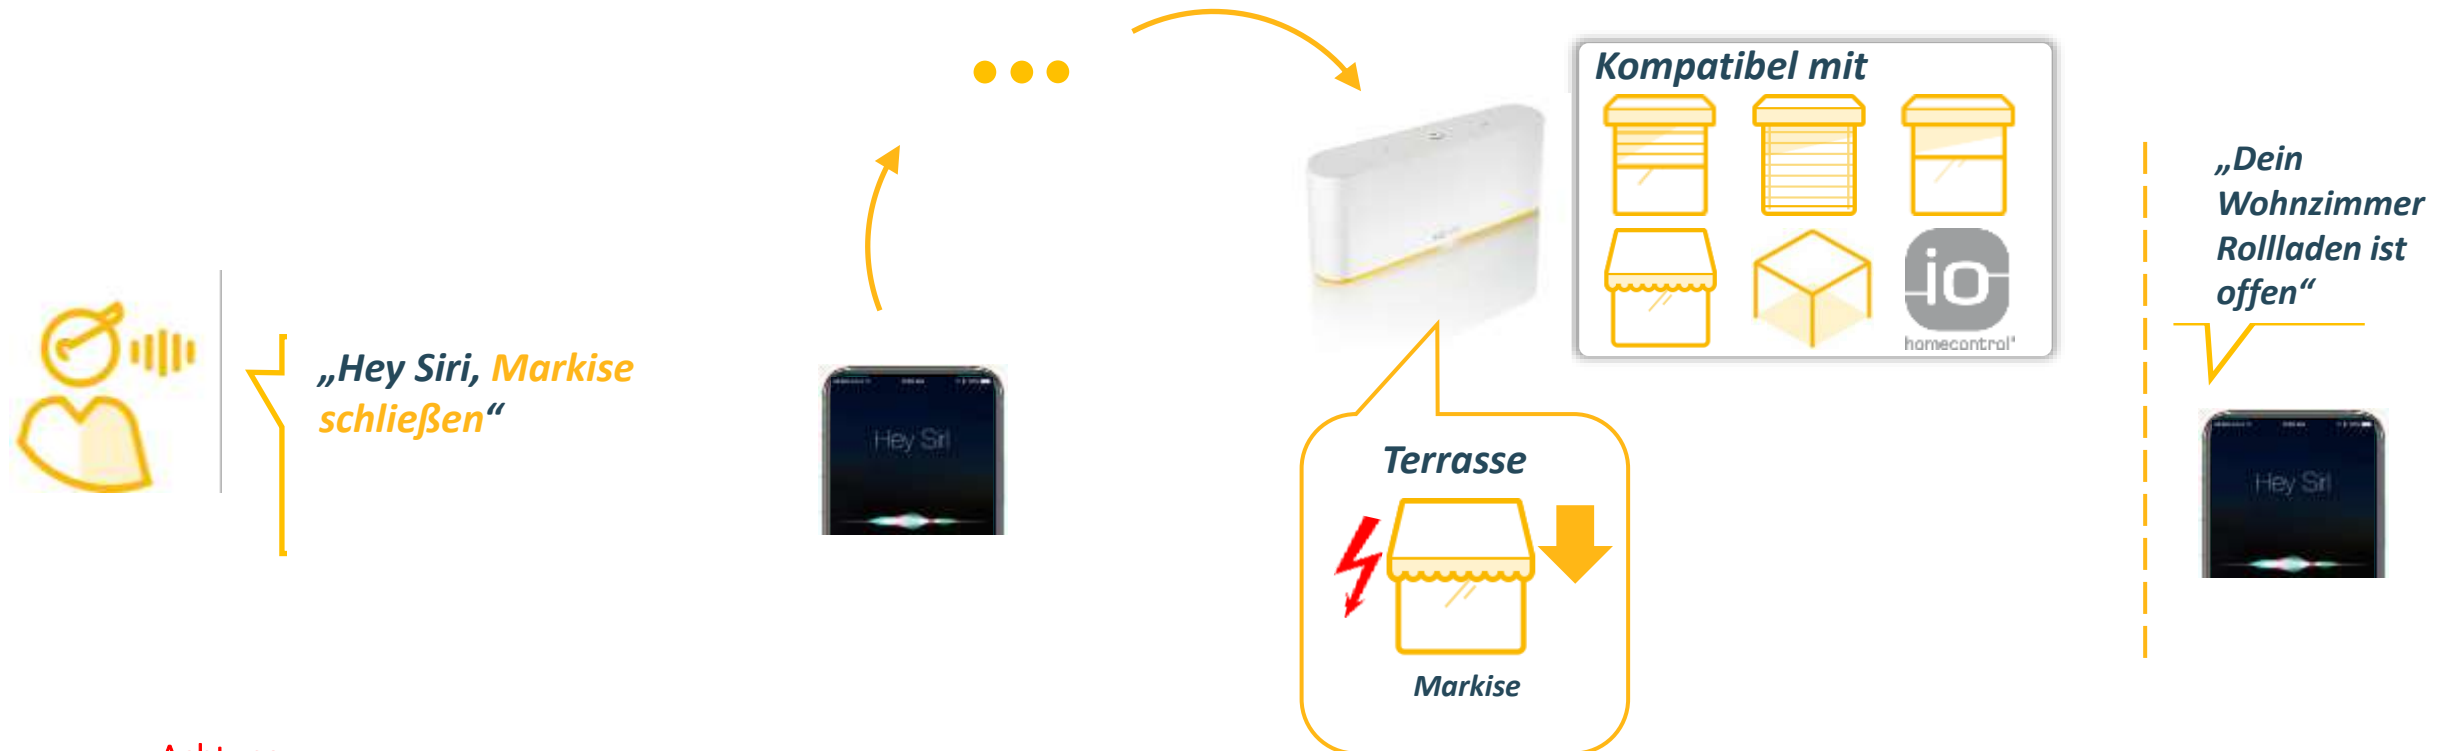 „Hey Siri, Markise
schließen“
Hey Siri
Kompatibel mit
io
homecontrol®
Terrasse
Markise
„Dein
Wohnzimmer
Rollladen ist
offen“
Hey Siri